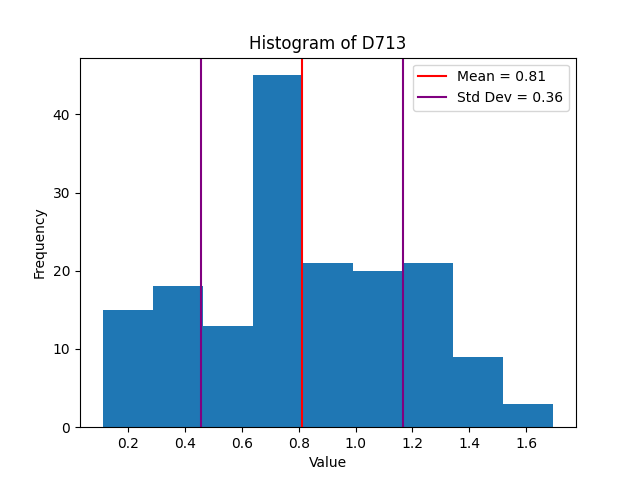 Histogram of D713
Mean = 0.81
Std Dev = 0.36
Frequency
40
30
20
10
0
0.2 0.4 0.6 0.8 1.0 1.2 1.4 1.6
Value